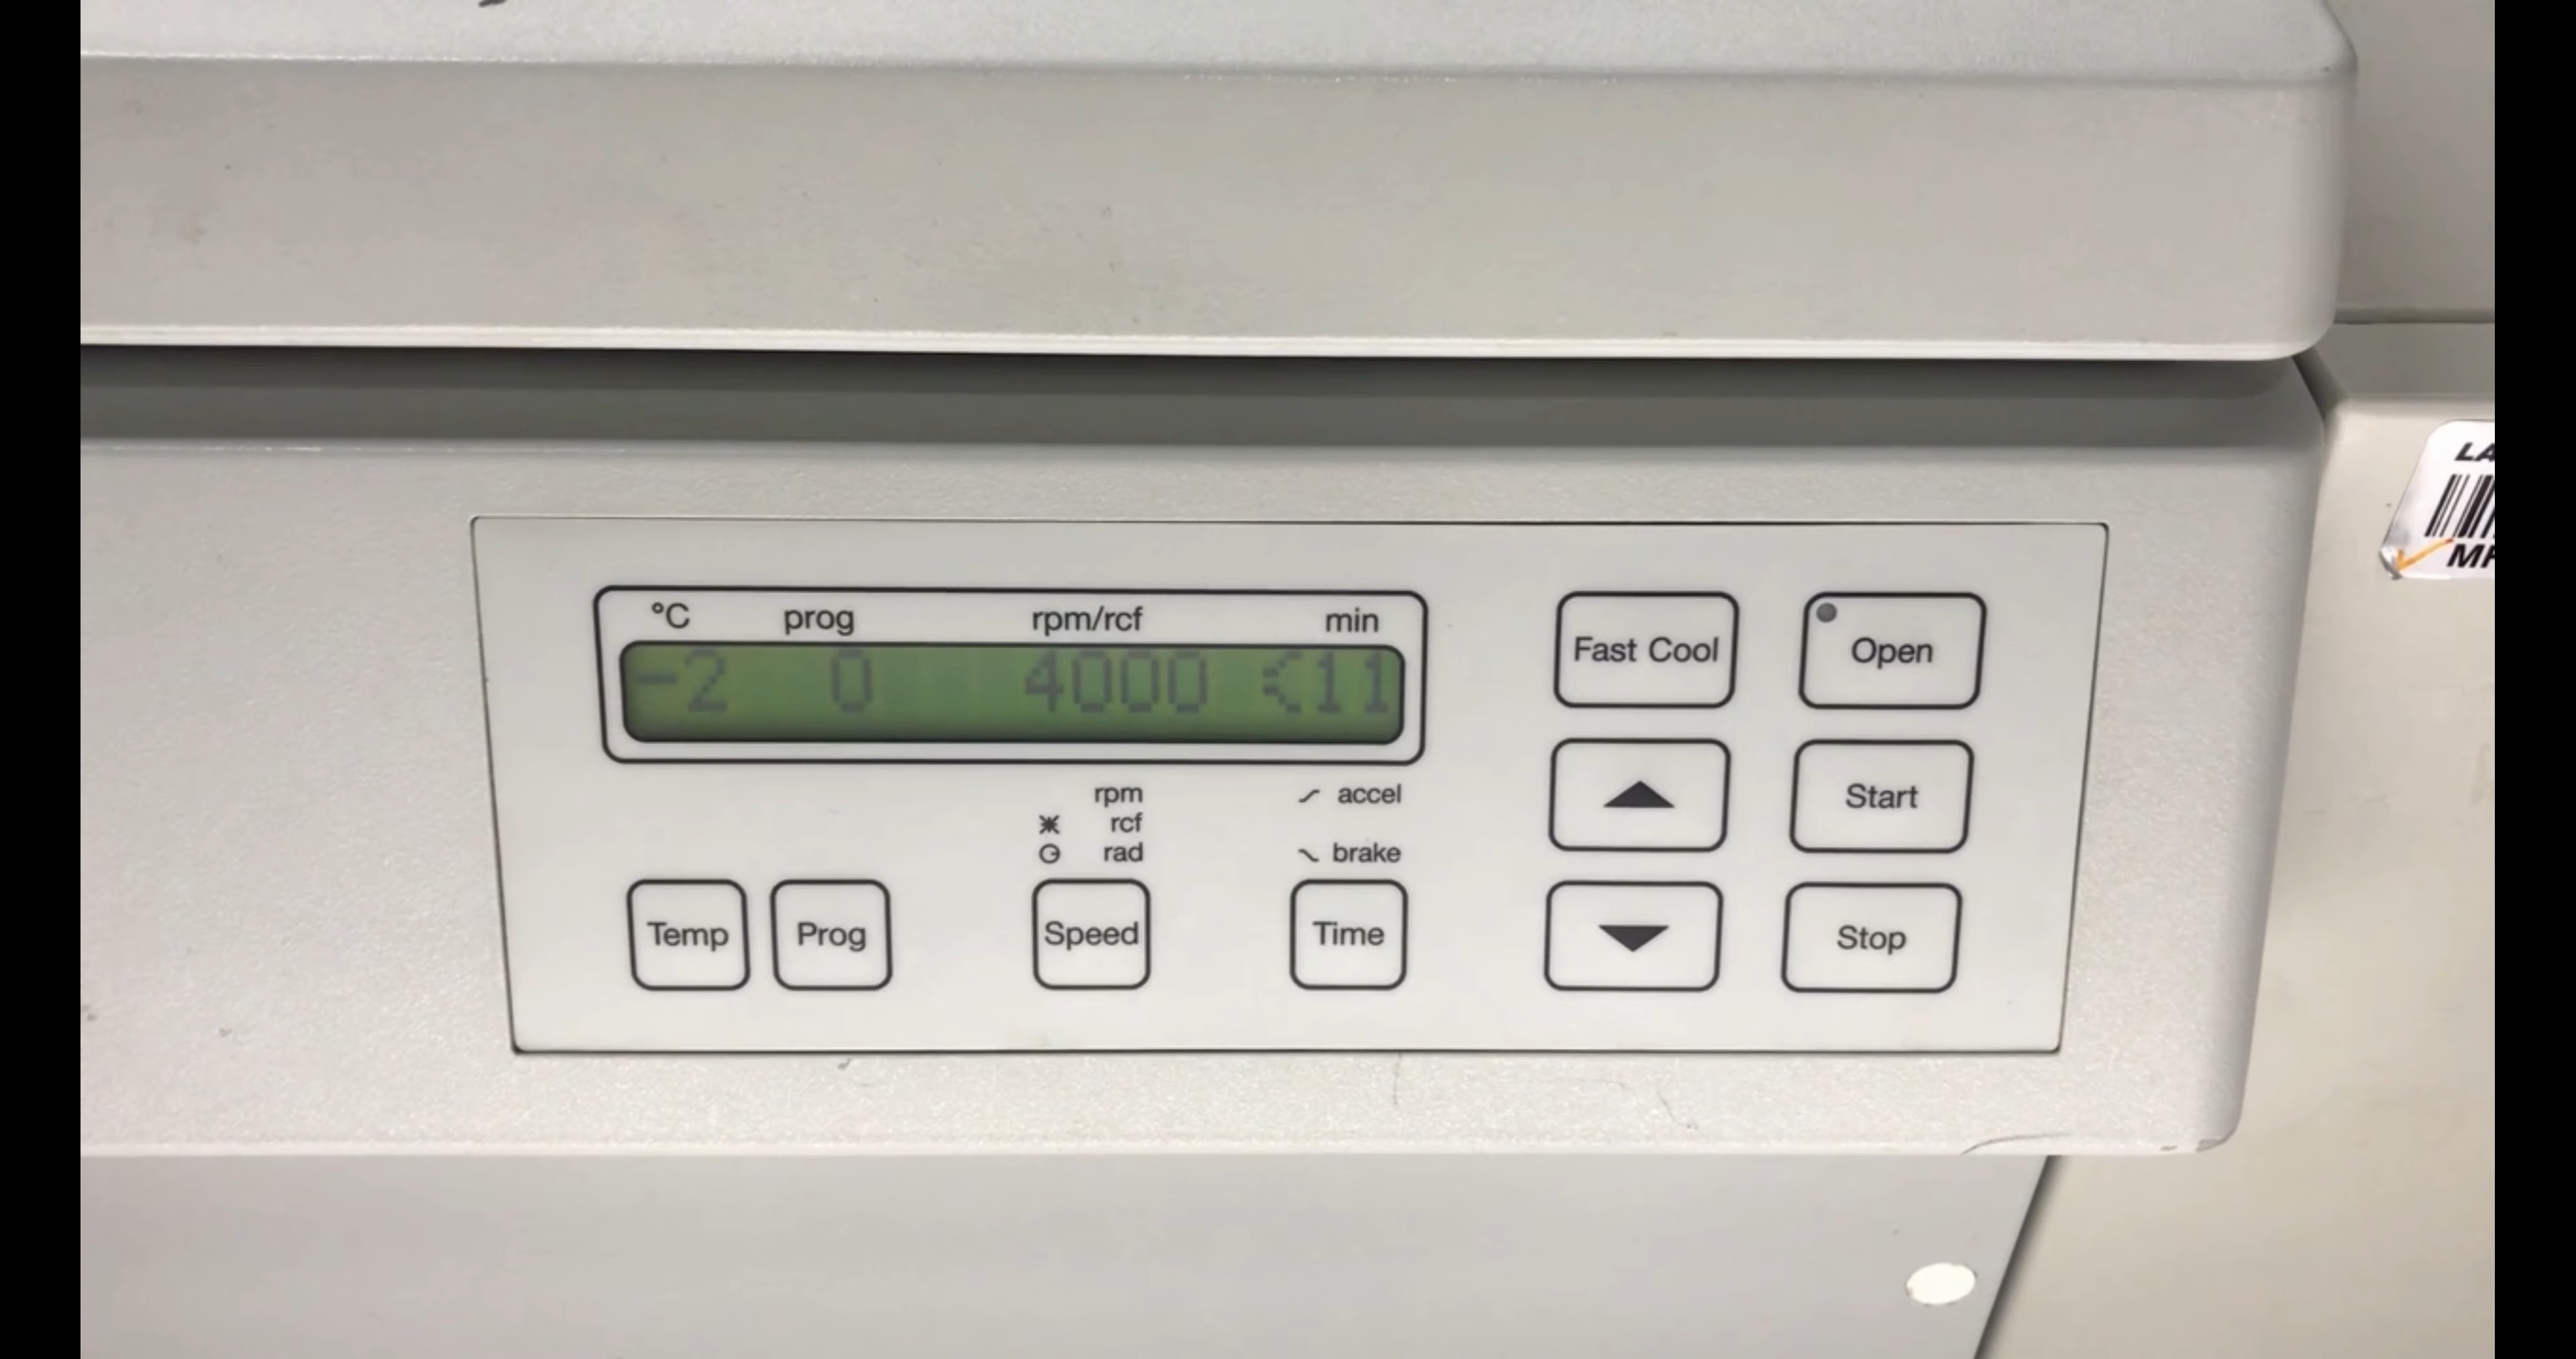 °C prog rpm/rcf min
-2 0 4000 <11
rpm accel
rcf
rad brake
Temp Prog Speed Time
Fast Cool Open
Start
Stop